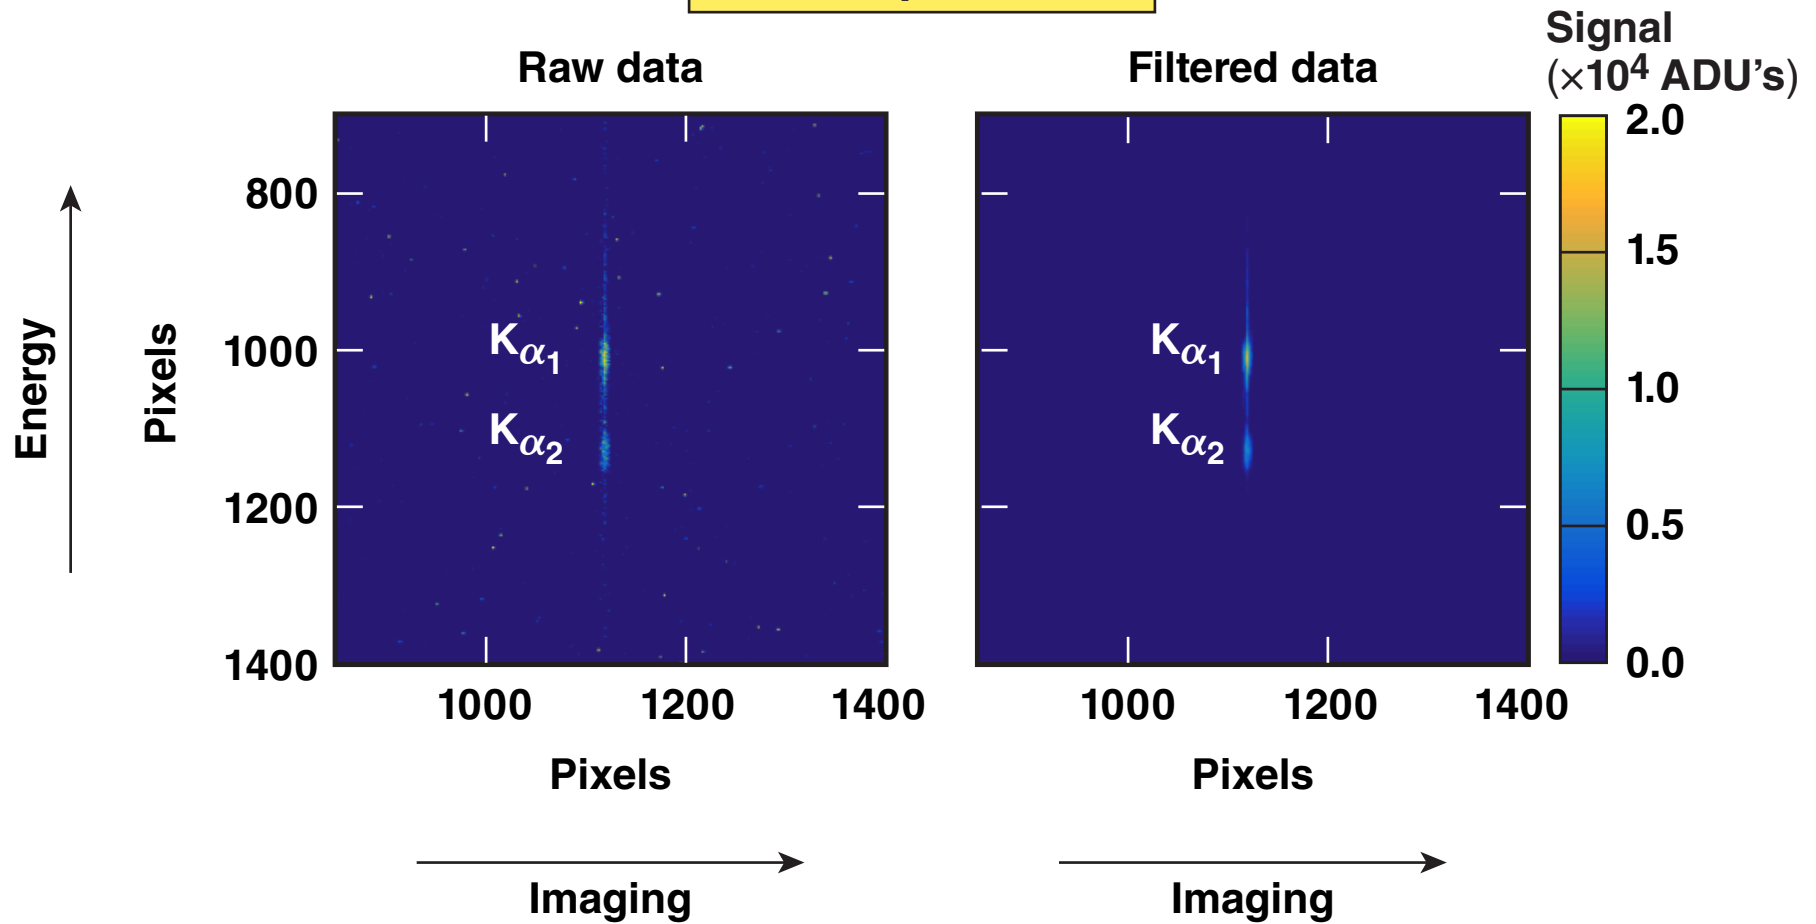 Raw data
Filtered data
Signal
(×10⁴ ADU's)
Energy
Pixels
800
1000
1200
1400
Kα1
Kα2
1000 1200 1400
Pixels
Imaging
Kα1
Kα2
1000 1200 1400
Pixels
Imaging
2.0
1.5
1.0
0.5
0.0